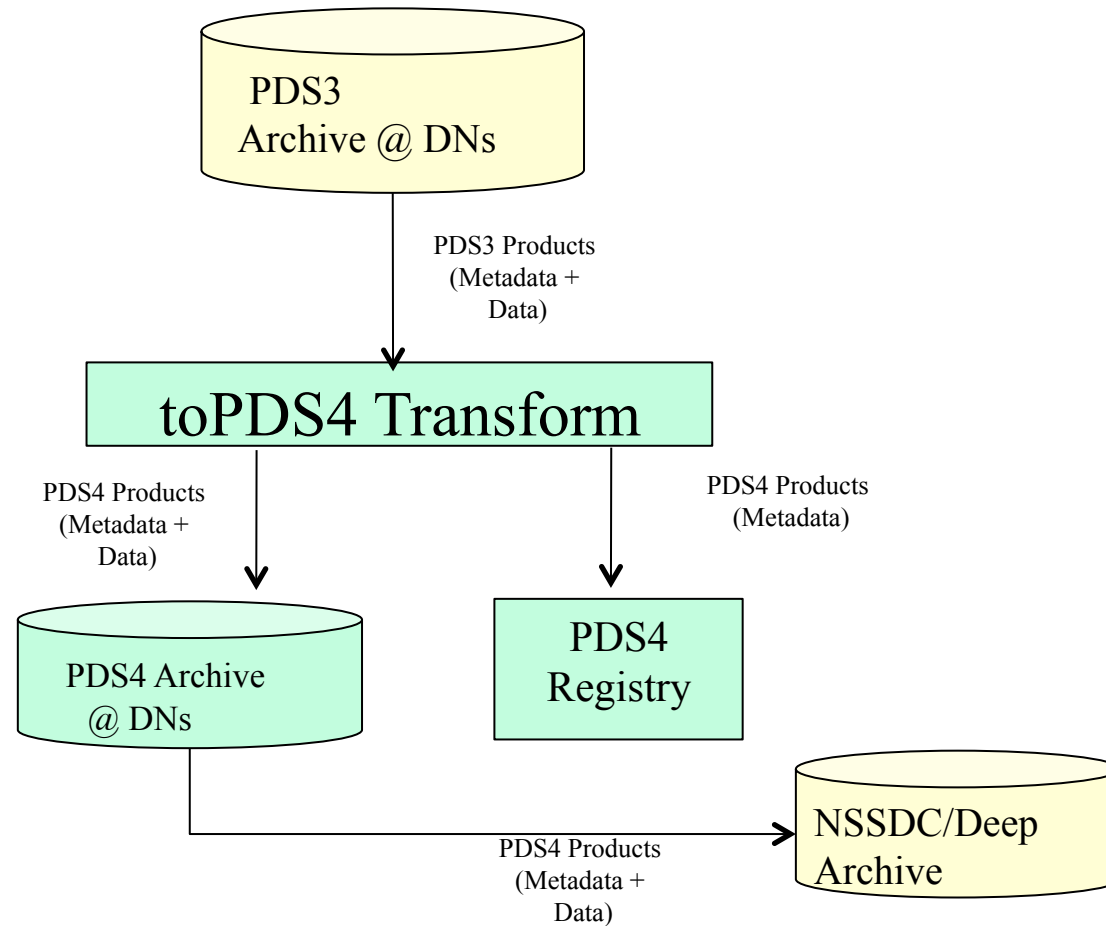 PDS3
Archive @ DNs
PDS3 Products
(Metadata +
Data)
toPDS4 Transform
PDS4 Products
(Metadata +
Data)
PDS4 Products
(Metadata)
PDS4 Archive
@ DNs
PDS4
Registry
NSSDC/Deep
Archive
PDS4 Products
(Metadata +
Data)